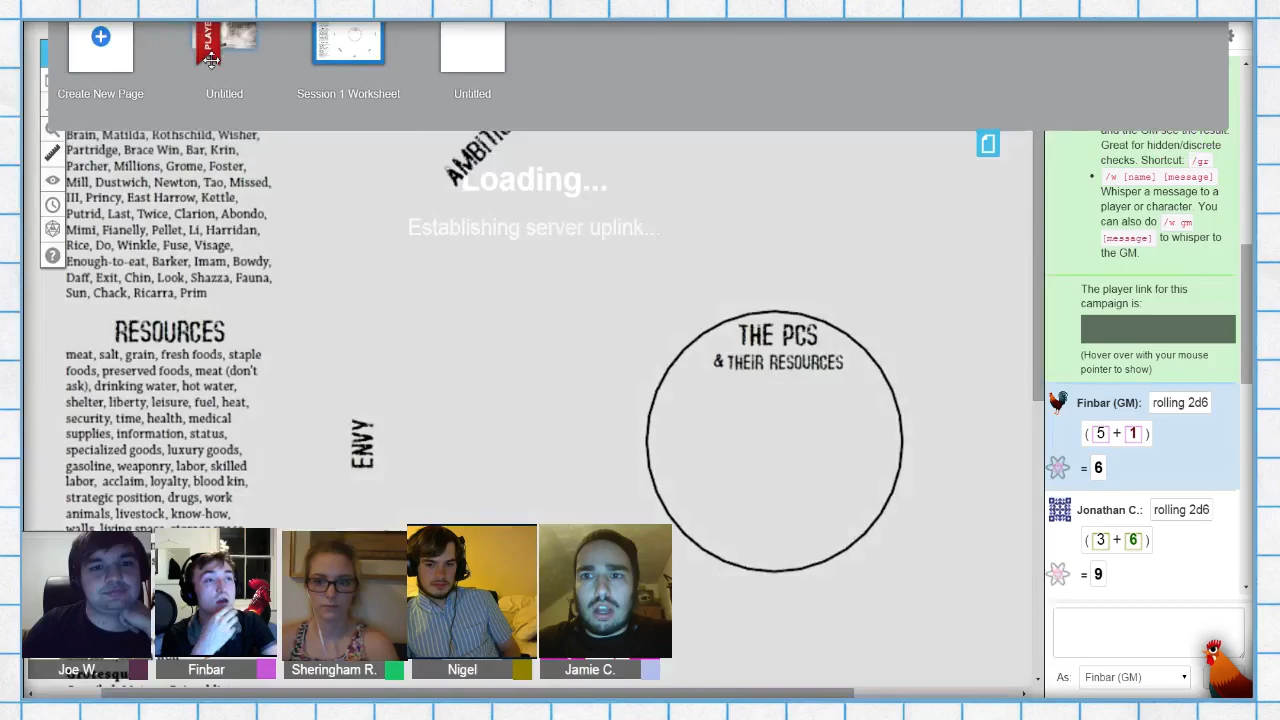 PLAYE
Create New Page
Untitled
Session 1 Worksheet
Untitled
Brain, Matilda, Rothschild, Wisher,
Partridge, Brace Win, Bar, Krin,
Parcher, Millions, Grome, Foster,
Mill, Dustwich, Newton, Tao, Missed,
III, Princy, East Harrow, Kettle,
Putrid, Last, Twice, Clarion, Abondo,
Mimi, Fianelly, Pellet, Li, Harridan,
Rice, Do, Winkle, Fuse, Visage,
Enough-to-eat, Barker, Imam, Bowdy,
Daff, Exit, Chin, Look, Shazza, Fauna,
Sun, Chack, Ricarra, Prim
RESOURCES
meat, salt, grain, fresh foods, staple
foods, preserved foods, meat (don't
ask), drinking water, hot water,
shelter, liberty, leisure, fuel, heat,
security, time, health, medical
supplies, information, status,
specialized goods, luxury goods,
gasoline, weaponry, labor, skilled
labor, acclaim, loyalty, blood kin,
strategic position, drugs, work
animals, livestock, know-how,
walls, living space, storage space
AMBITIO
Loading...
Establishing server uplink...
ENVY
THE PCS
& THEIR RESOURCES
and the GM see the result.
Great for hidden/discrete
checks. Shortcut: /gr
/w [name] [message]
Whisper a message to a
player or character. You
can also do /w gm
[message] to whisper to
the GM.
The player link for this
campaign is:
(Hover over with your mouse
pointer to show)
Finbar (GM): rolling 2d6
(5+1)
= 6
Jonathan C.: rolling 2d6
(3+6)
= 9
As: Finbar (GM)
Joe W.
Finbar
Sheringham R.
Nigel
Jamie C.